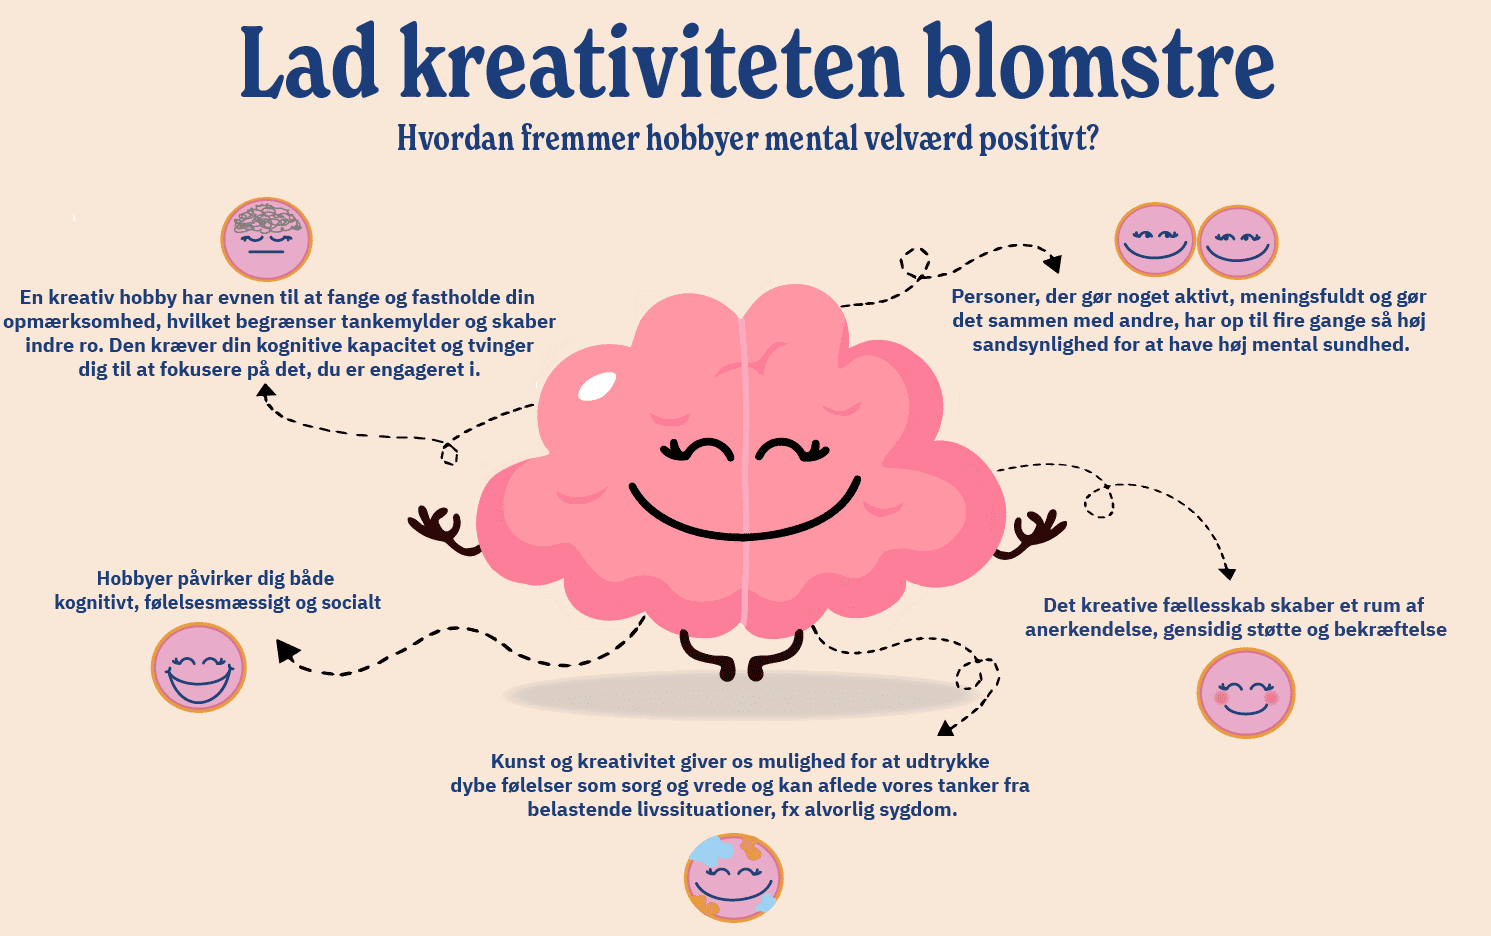 Lad kreativiteten blomstre
Hvordan fremmer hobbyer mental velværd positivt?
En kreativ hobby har evnen til at fange og fastholde din
opmærksomhed, hvilket begrænser tankemylder og skaber
indre ro. Den kræver din kognitive kapacitet og tvinger
dig til at fokusere på det, du er engageret i.
Personer, der gør noget aktivt, meningsfuldt og gør
det sammen med andre, har op til fire gange så høj
sandsynlighed for at have høj mental sundhed.
Hobbyer påvirker dig både
kognitivt, følelsesmæssigt og socialt
Det kreative fællesskab skaber et rum af
anerkendelse, gensidig støtte og bekræftelse
Kunst og kreativitet giver os mulighed for at udtrykke
dybe følelser som sorg og vrede og kan aflede vores tanker fra
belastende livssituationer, fx alvorlig sygdom.